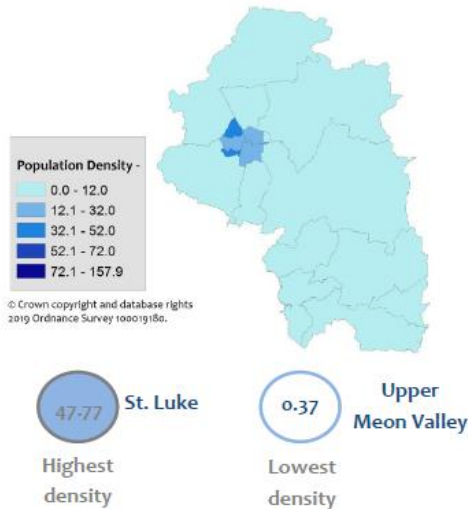 Population Density -
0.0 - 12.0
12.1 - 32.0
32.1 - 52.0
52.1 - 72.0
72.1 - 157.9
© Crown copyright and database rights
2019 Ordnance Survey 100019180.
47.77
St. Luke
Highest
density
0.37
Upper
Meon Valley
Lowest
density